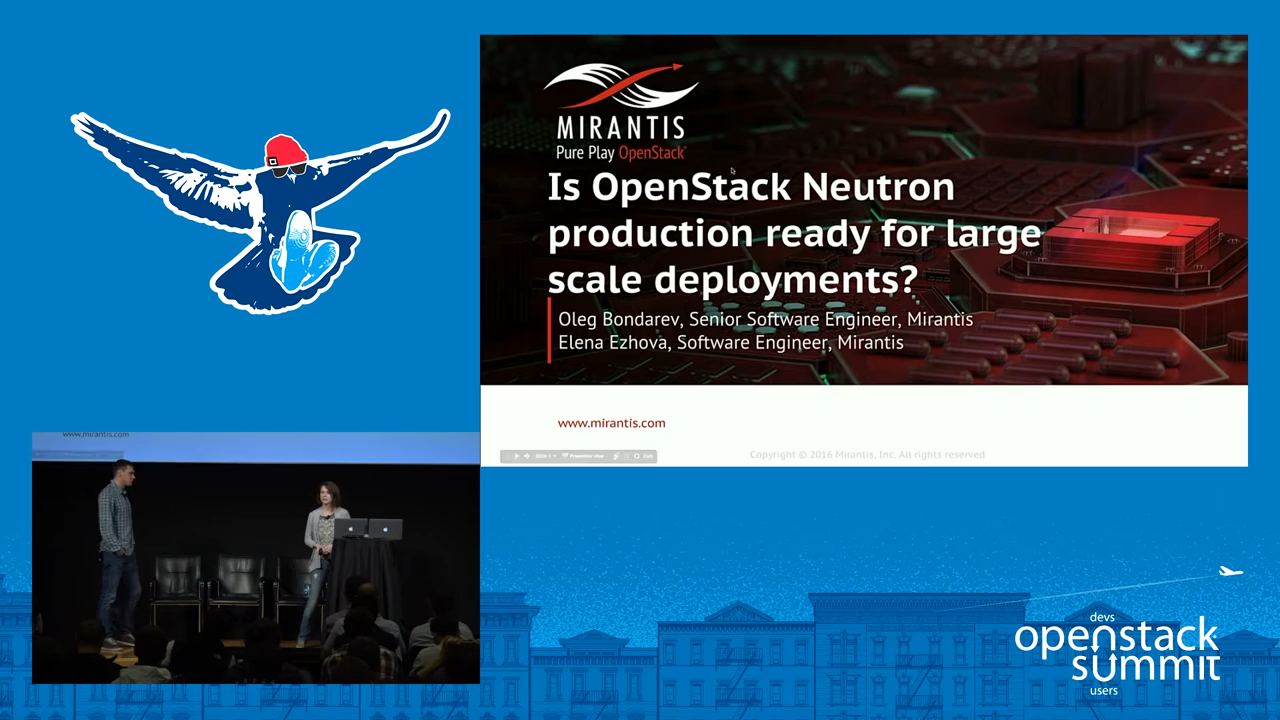 MIRANTIS
Pure Play OpenStack
Is OpenStack Neutron
production ready for large
scale deployments?
Oleg Bondarev, Senior Software Engineer, Mirantis
Elena Ezhova, Software Engineer, Mirantis
www.mirantis.com
Copyright © 2016 Mirantis, Inc. All rights reserved
www.mirantis.com
devs
openstack
summit
users